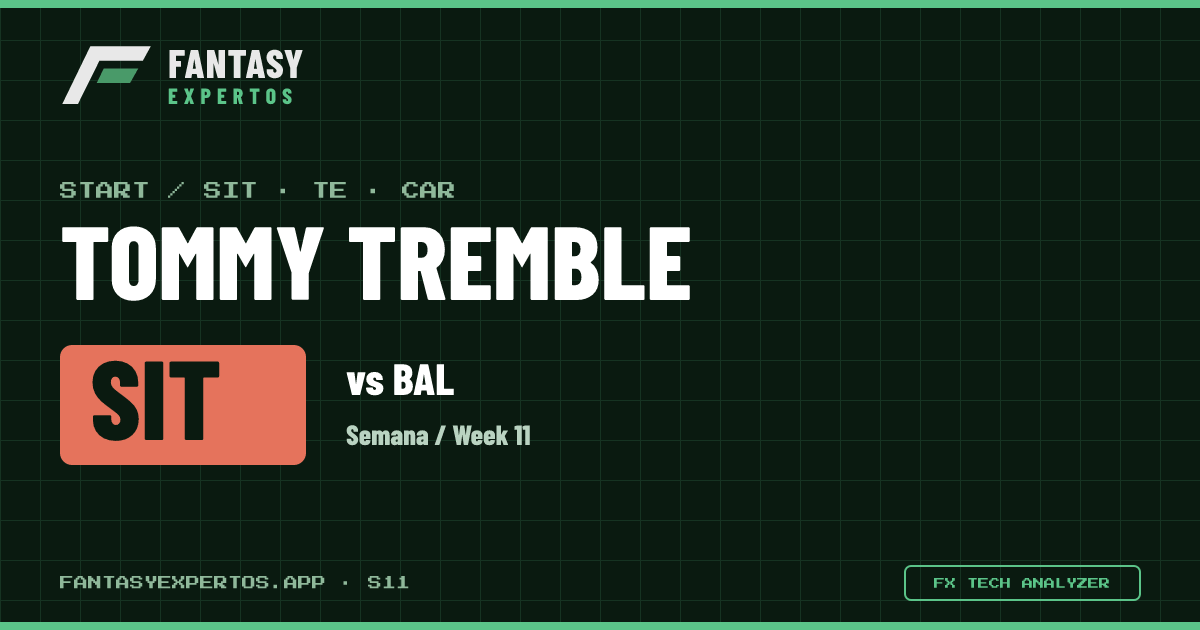 FANTASY
EXPERTOS
START / SIT · TE · CAR
TOMMY TREMBLE
SIT
vs BAL
Semana / Week 11
FANTASYEXPERTOS.APP · S11
FX TECH ANALYZER